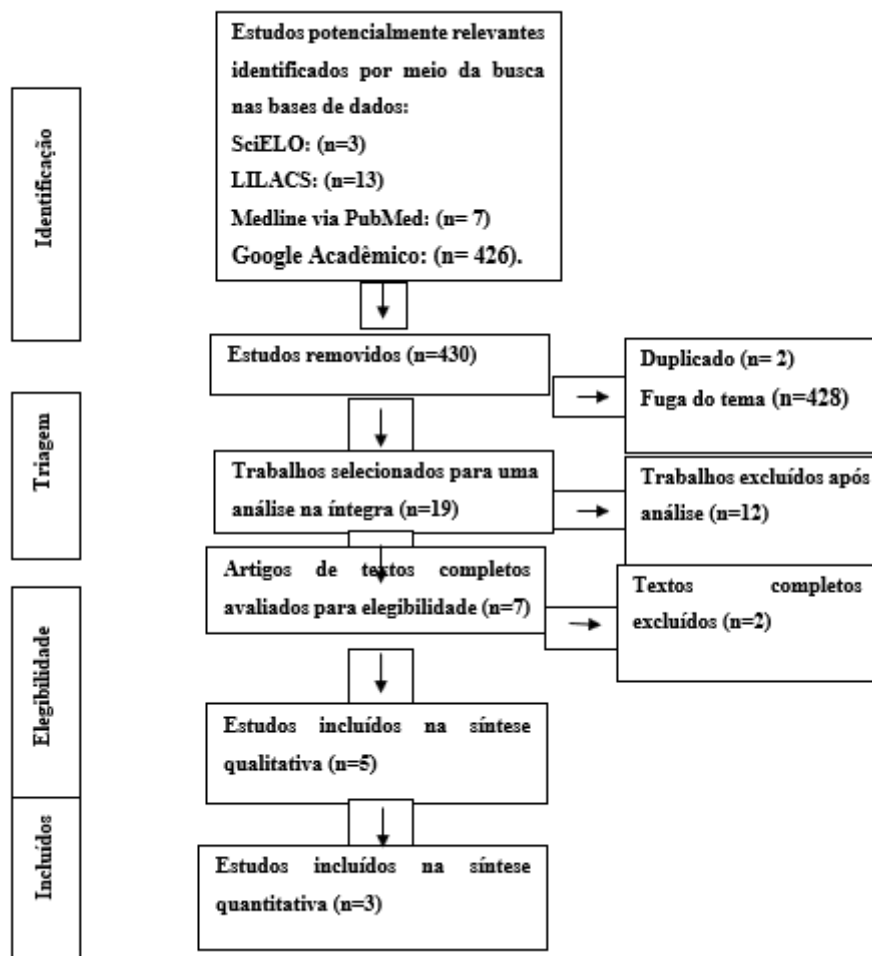 Identificação
Estudos potencialmente relevantes
identificados por meio da busca
nas bases de dados:
SciELO: (n=3)
LILACS: (n=13)
Medline via PubMed: (n= 7)
Google Acadêmico: (n= 426).
Estudos removidos (n=430)
Duplicado (n= 2)
Fuga do tema (n=428)
Triagem
Trabalhos selecionados para uma
análise na íntegra (n=19)
Trabalhos excluídos após
análise (n=12)
Artigos de textos completos
avaliados para elegibilidade (n=7)
Textos completos
excluídos (n=2)
Elegibilidade
Estudos incluídos na síntese
qualitativa (n=5)
Incluídos
Estudos incluídos na síntese
quantitativa (n=3)